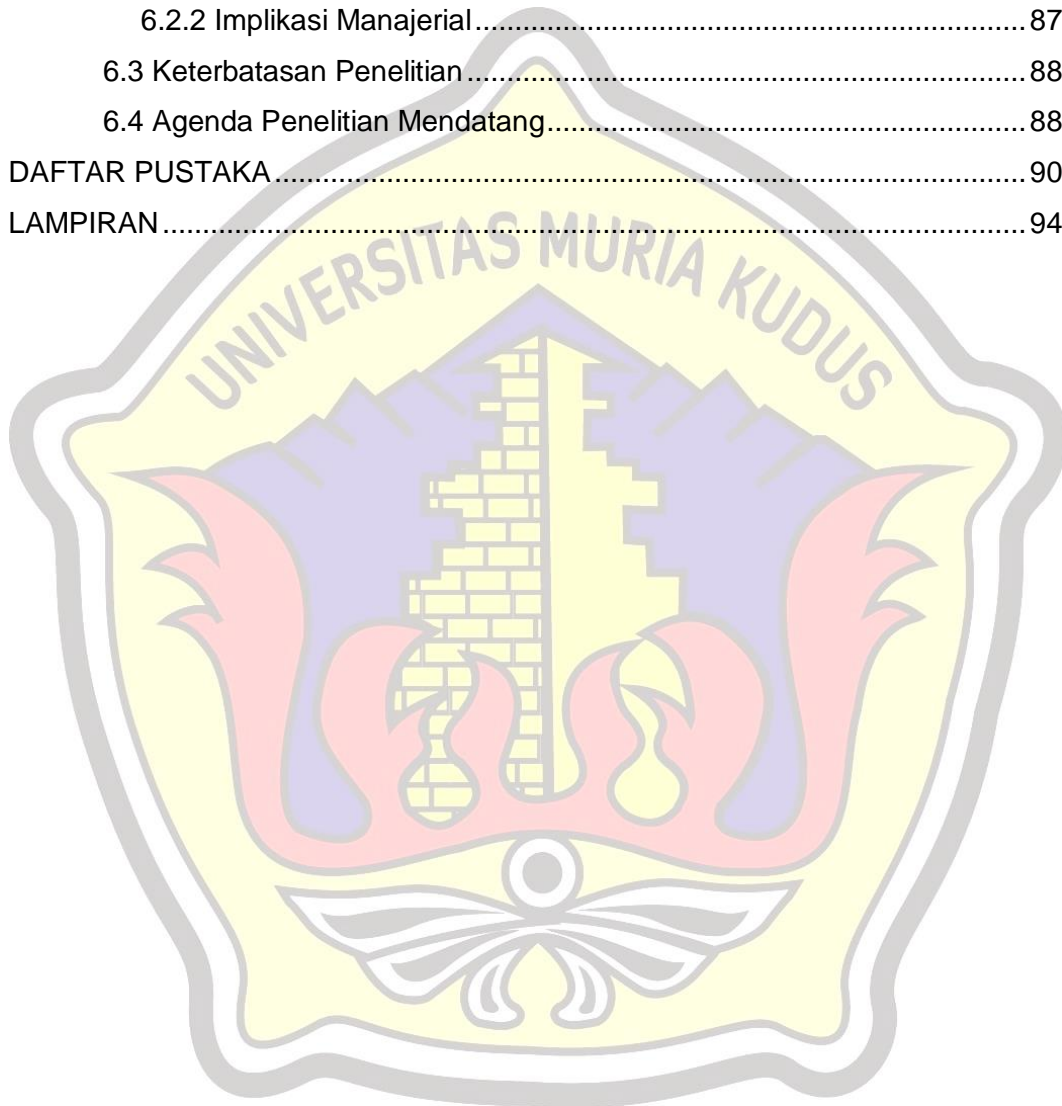 6.2.2 Implikasi Manajerial........................................................................ 87
6.3 Keterbatasan Penelitian........................................................................ 88
6.4 Agenda Penelitian Mendatang.............................................................. 88
DAFTAR PUSTAKA................................................................................... 90
LAMPIRAN................................................................................................ 94
UNIVERSITAS MURIA KUDUS